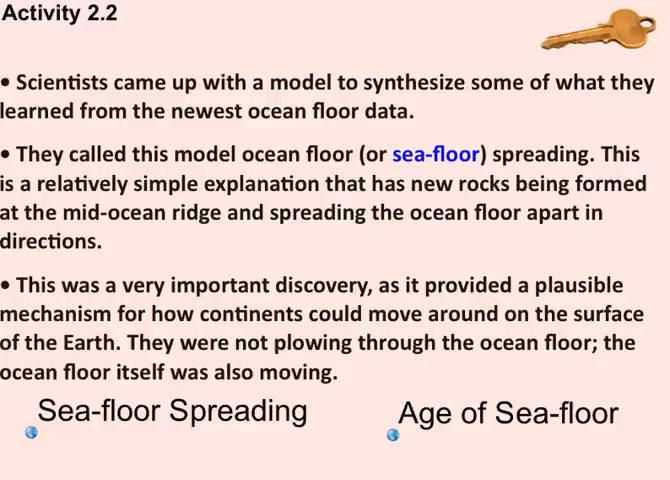 Activity 2.2
• Scientists came up with a model to synthesize some of what they
learned from the newest ocean floor data.
• They called this model ocean floor (or sea-floor) spreading. This
is a relatively simple explanation that has new rocks being formed
at the mid-ocean ridge and spreading the ocean floor apart in
directions.
• This was a very important discovery, as it provided a plausible
mechanism for how continents could move around on the surface
of the Earth. They were not plowing through the ocean floor; the
ocean floor itself was also moving.
Sea-floor Spreading
Age of Sea-floor